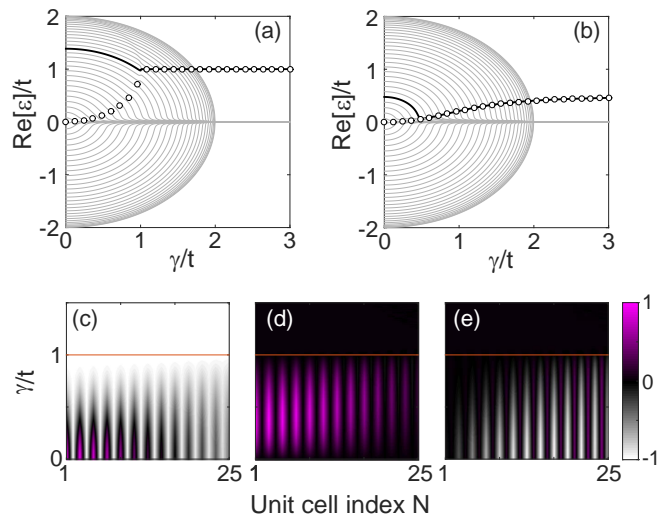 2
1
0
-1
-2
Re[ε]/t
(a)
0 1 2 3
γ/t
2
1
0
-1
-2
Re[ε]/t
(b)
0 1 2 3
γ/t
(c) (d) (e)
γ/t
1
0
1 25 1 25 1 25
1
0
-1
Unit cell index N